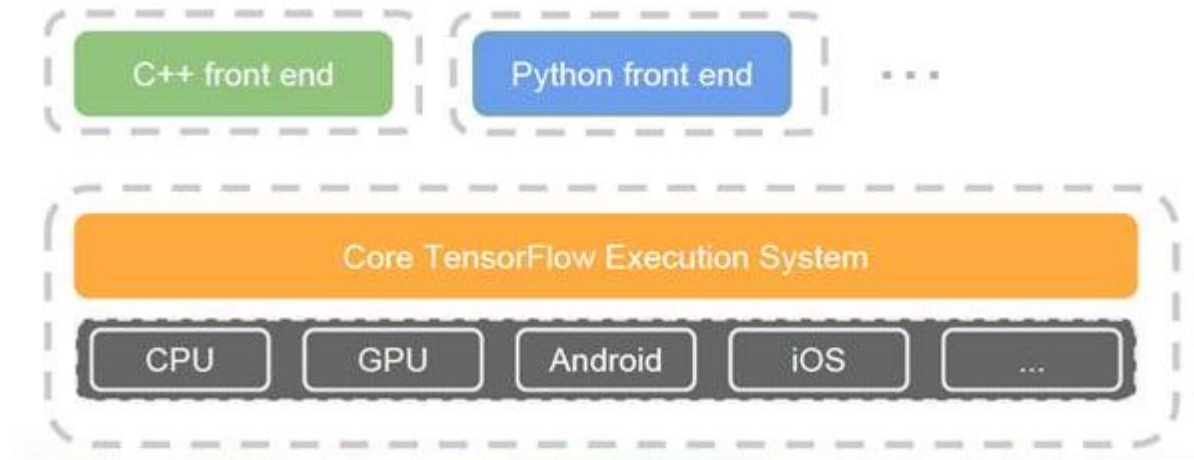 C++ front end
Python front end
...
Core TensorFlow Execution System
CPU
GPU
Android
iOS
...